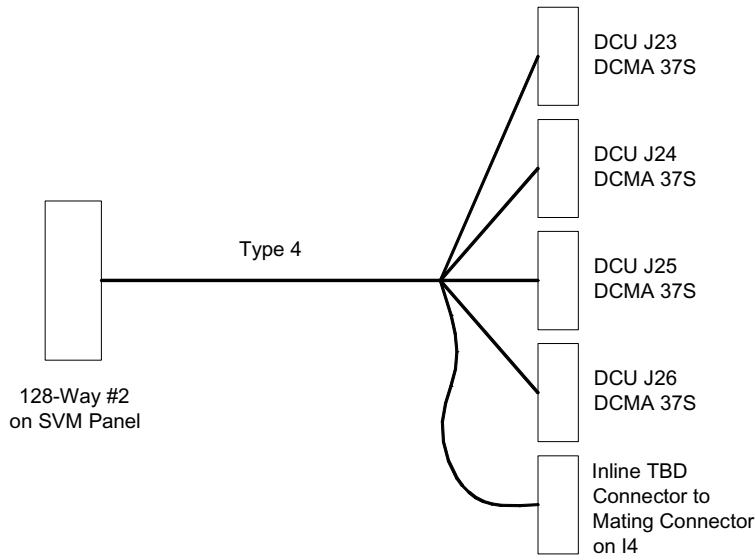 DCU J23
DCMA 37S
DCU J24
DCMA 37S
Type 4
DCU J25
DCMA 37S
DCU J26
DCMA 37S
128-Way #2
on SVM Panel
Inline TBD
Connector to
Mating Connector
on I4